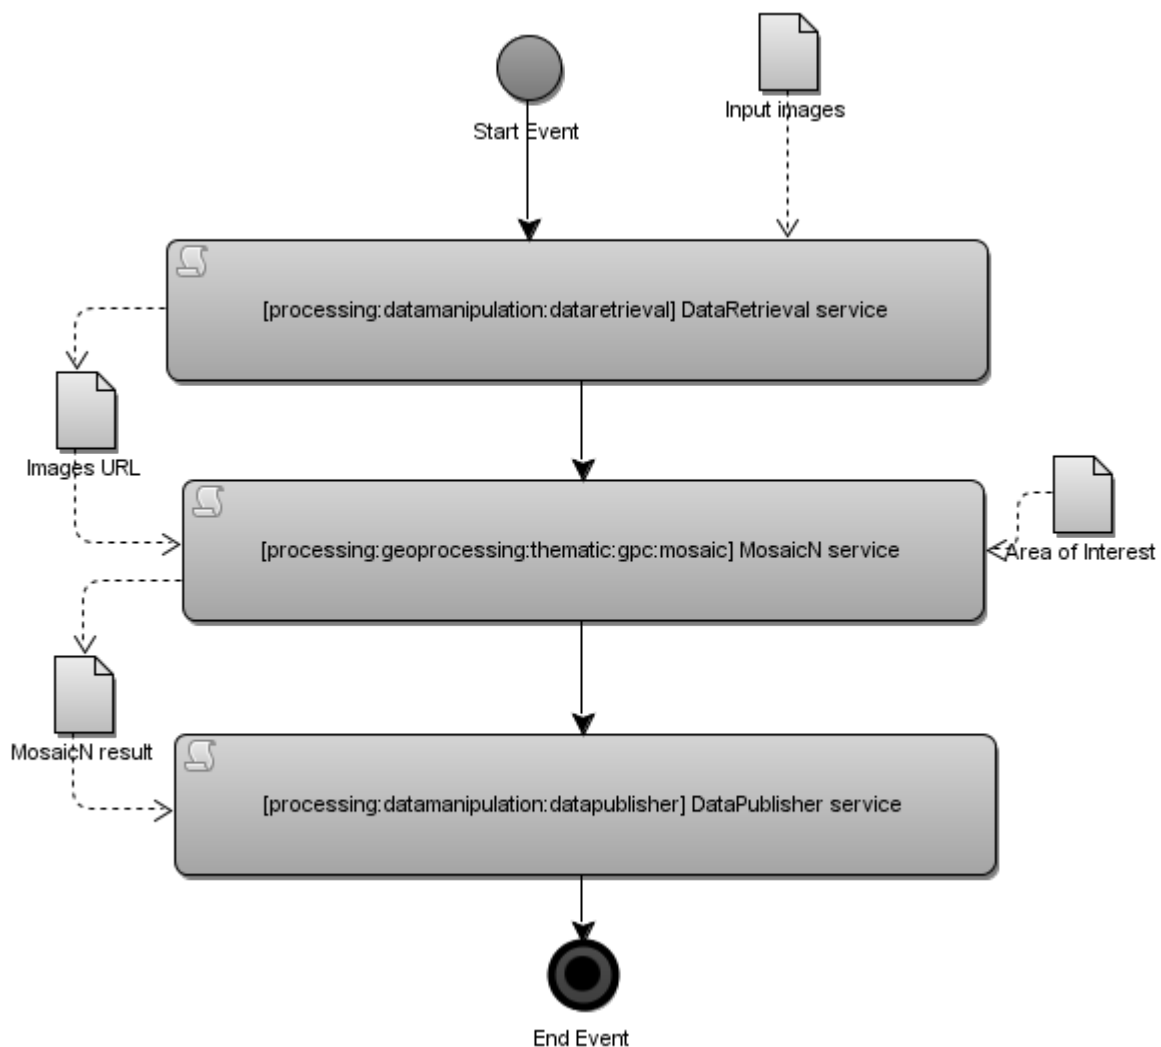 Input images
Start Event
[processing:datamanipulation:dataretrieval] DataRetrieval service
Images URL
[processing:geoprocessing:thematic:gpc:mosaic] MosaicN service
Area of Interest
MosaicN result
[processing:datamanipulation:datapublisher] DataPublisher service
End Event